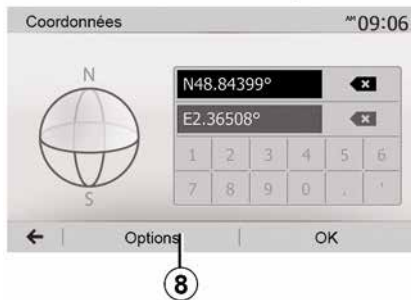 Coordonnées
AM 09:06
N
S
N48.84399°
E2.36508°
1 2 3 4 5 6
7 8 9 0 . '
Options
OK
8